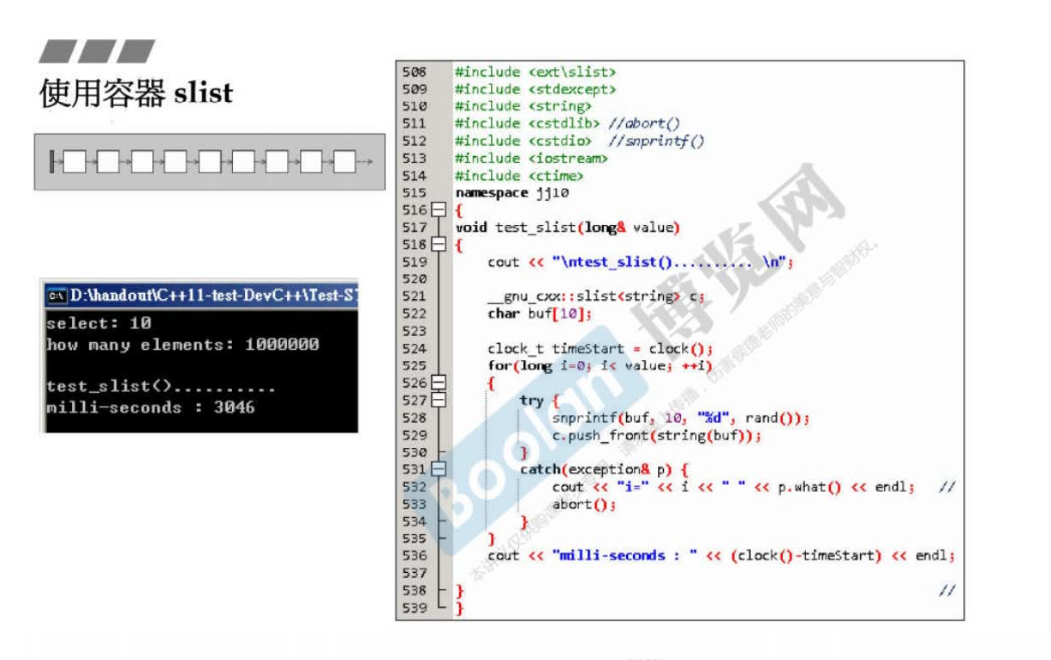 使用容器 slist
D:\handout\C++11-test-DevC++\Test-S
select: 10
how many elements: 1000000
test_slist()..........
milli-seconds : 3046
508 #include <ext\slist>
509 #include <stdexcept>
510 #include <string>
511 #include <cstdlib> //abort()
512 #include <cstdio> //snprintf()
513 #include <iostream>
514 #include <ctime>
515 namespace jj10
516 {
517 void test_slist(long& value)
518 {
519 cout << "\ntest_slist().......... \n";
520
521 __gnu_cxx::slist<string> c;
522 char buf[10];
523
524 clock_t timeStart = clock();
525 for(long i=0; i< value; ++i)
526 {
527 try {
528 snprintf(buf, 10, "%d", rand());
529 c.push_front(string(buf));
530 }
531 catch(exception& p) {
532 cout << "i=" << i << " " << p.what() << endl; //
533 abort();
534 }
535 }
536 cout << "milli-seconds : " << (clock()-timeStart) << endl;
537
538 } //
539 }
Boolan 博览网